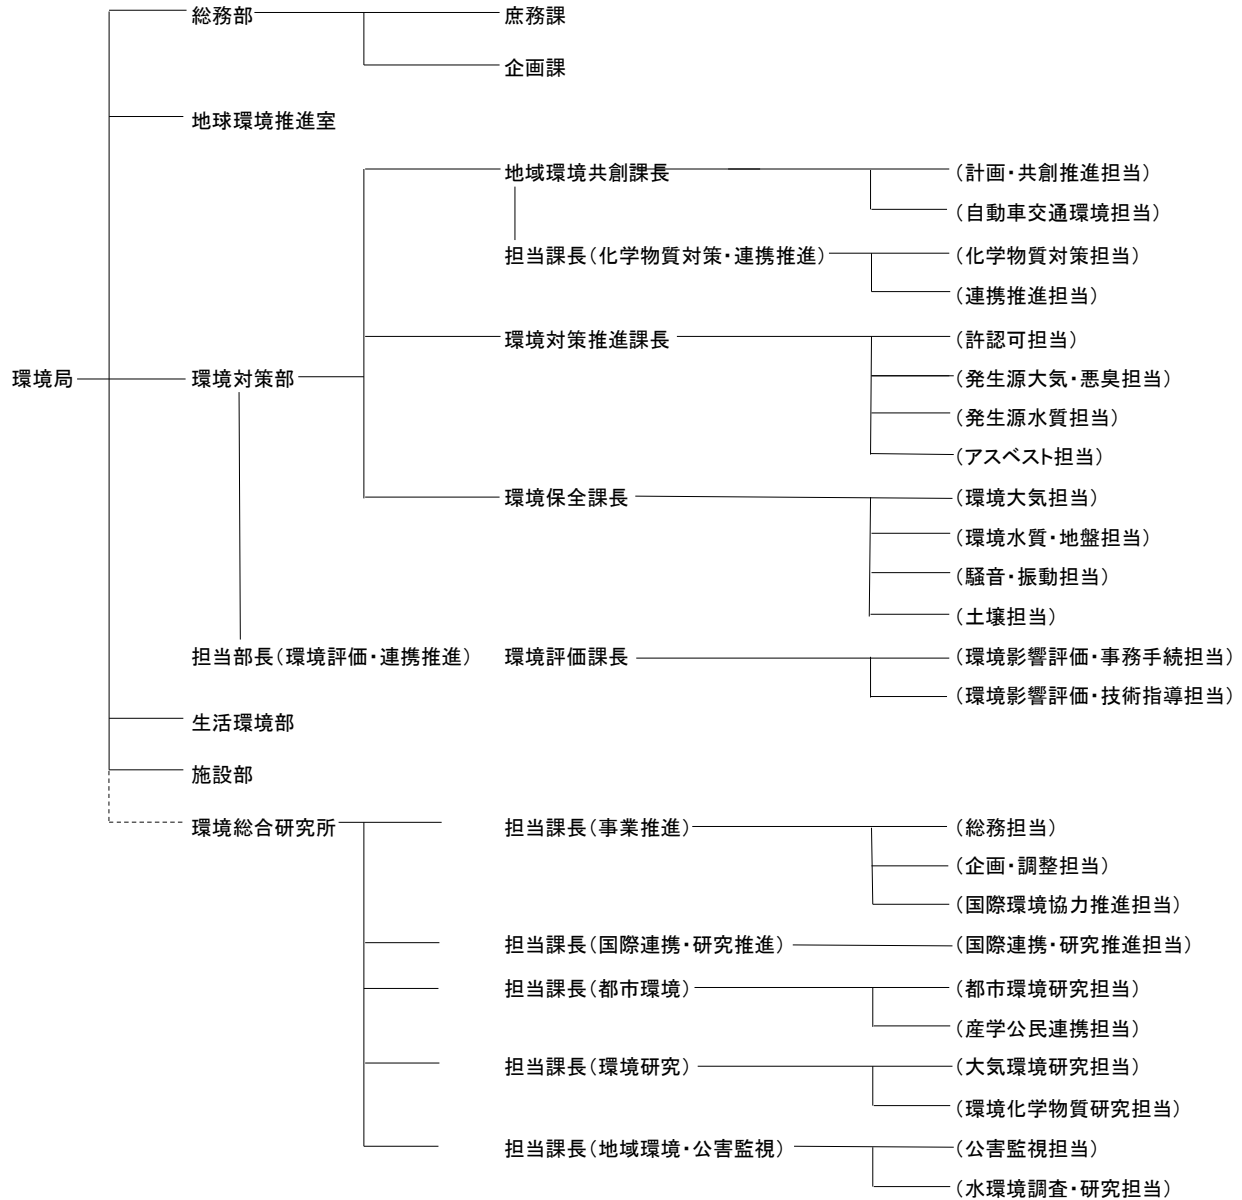 総務部 庶務課
企画課
地球環境推進室
地域環境共創課長 (計画・共創推進担当)
(自動車交通環境担当)
担当課長(化学物質対策・連携推進) (化学物質対策担当)
(連携推進担当)
環境対策推進課長 (許認可担当)
環境局 環境対策部 (発生源大気・悪臭担当)
(発生源水質担当)
(アスベスト担当)
環境保全課長 (環境大気担当)
(環境水質・地盤担当)
(騒音・振動担当)
(土壌担当)
担当部長(環境評価・連携推進) 環境評価課長 (環境影響評価・事務手続担当)
(環境影響評価・技術指導担当)
生活環境部
施設部
環境総合研究所 担当課長(事業推進) (総務担当)
(企画・調整担当)
(国際環境協力推進担当)
担当課長(国際連携・研究推進) (国際連携・研究推進担当)
担当課長(都市環境) (都市環境研究担当)
(産学公民連携担当)
担当課長(環境研究) (大気環境研究担当)
(環境化学物質研究担当)
担当課長(地域環境・公害監視) (公害監視担当)
(水環境調査・研究担当)